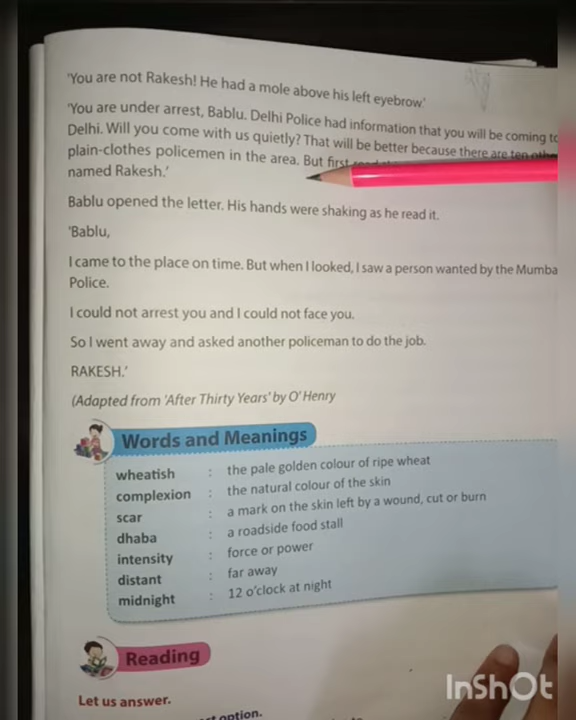 'You are not Rakesh! He had a mole above his left eyebrow.'
'You are under arrest, Bablu. Delhi Police had information that you will be coming to
Delhi. Will you come with us quietly? That will be better because there are ten
plain-clothes policemen in the area. But first
named Rakesh.'
Bablu opened the letter. His hands were shaking as he read it.
'Bablu,
I came to the place on time. But when I looked, I saw a person wanted by the Mumba
Police.
I could not arrest you and I could not face you.
So I went away and asked another policeman to do the job.
RAKESH.'
(Adapted from 'After Thirty Years' by O' Henry
Words and Meanings
wheatish : the pale golden colour of ripe wheat
complexion : the natural colour of the skin
scar : a mark on the skin left by a wound, cut or burn
dhaba : a roadside food stall
intensity : force or power
distant : far away
midnight : 12 o'clock at night
Reading
Let us answer.
option.
InShOt